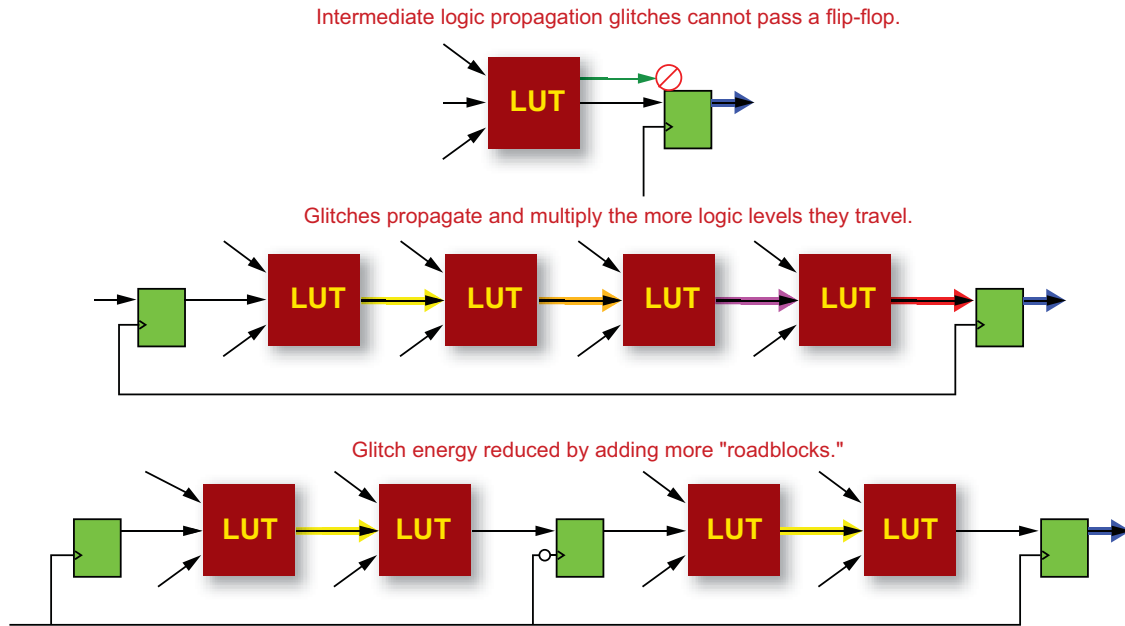 Intermediate logic propagation glitches cannot pass a flip-flop.
LUT
Glitches propagate and multiply the more logic levels they travel.
LUT LUT LUT LUT
Glitch energy reduced by adding more "roadblocks."
LUT LUT LUT LUT